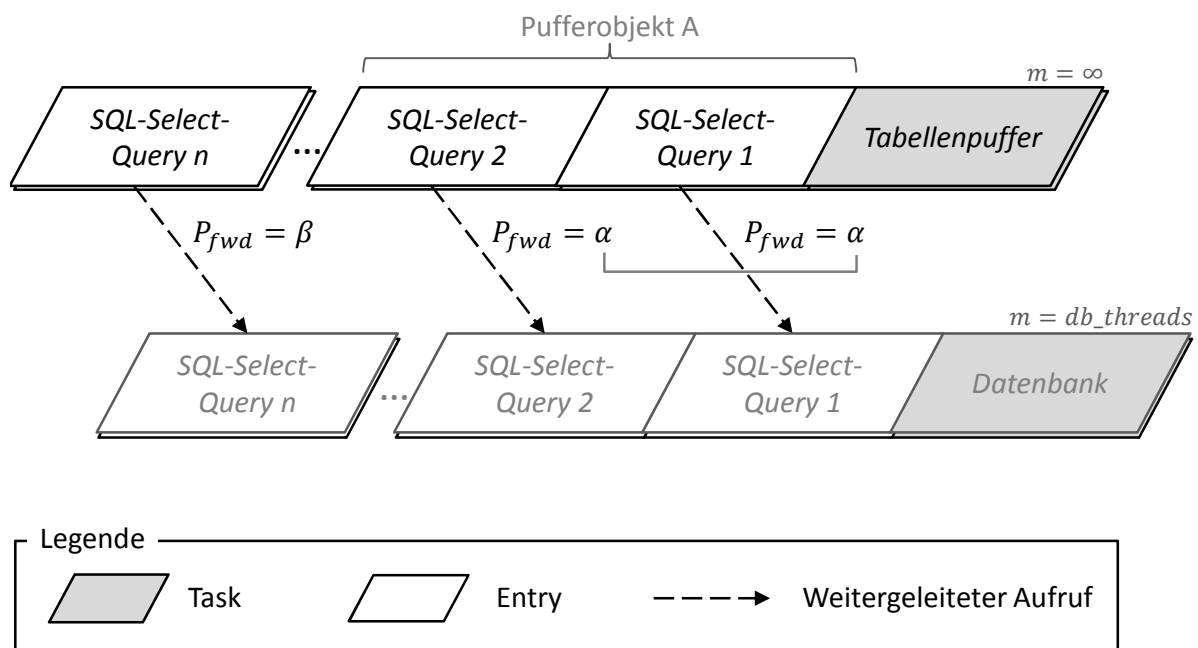 Pufferobjekt A
m = ∞
SQL-Select-
Query n
...
SQL-Select-
Query 2
SQL-Select-
Query 1
Tabellenpuffer
P_fwd = β
P_fwd = α
P_fwd = α
m = db_threads
SQL-Select-
Query n
...
SQL-Select-
Query 2
SQL-Select-
Query 1
Datenbank
Legende
Task
Entry
Weitergeleiteter Aufruf